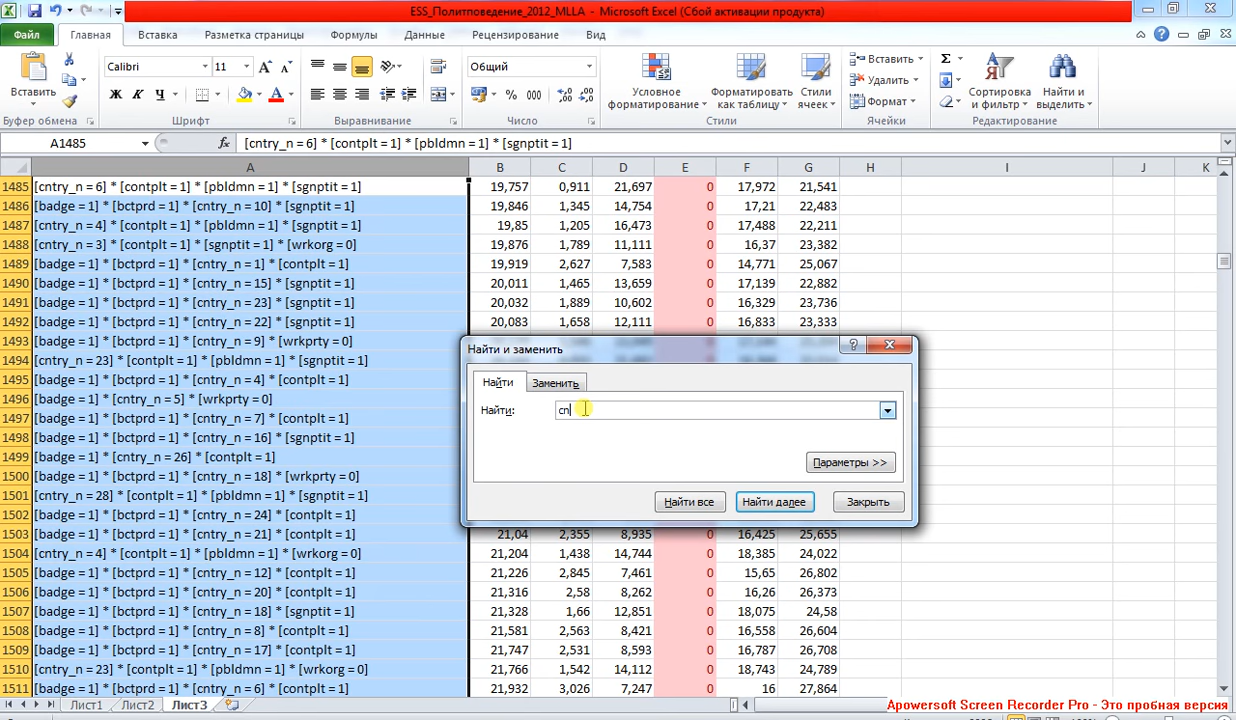 ESS_Политповедение_2012_MLLA - Microsoft Excel (Сбой активации продукта)
Файл Главная Вставка Разметка страницы Формулы Данные Рецензирование Вид
Вставить Calibri 11 Общий Условное форматирование Форматировать как таблицу Стили ячеек Вставить Удалить Формат Сортировка и фильтр Найти и выделить
Ж К Ч % 000
Буфер обмена Шрифт Выравнивание Число Стили Ячейки Редактирование
A1485 fx [cntry_n = 6] * [contplt = 1] * [pbldmn = 1] * [sgnptit = 1]
A B C D E F G H I J K
1485 [cntry_n = 6] * [contplt = 1] * [pbldmn = 1] * [sgnptit = 1] 19,757 0,911 21,697 0 17,972 21,541
1486 [badge = 1] * [bctprd = 1] * [cntry_n = 10] * [sgnptit = 1] 19,846 1,345 14,754 0 17,21 22,483
1487 [cntry_n = 4] * [contplt = 1] * [pbldmn = 1] * [sgnptit = 1] 19,85 1,205 16,473 0 17,488 22,211
1488 [cntry_n = 3] * [contplt = 1] * [sgnptit = 1] * [wrkorg = 0] 19,876 1,789 11,111 0 16,37 23,382
1489 [badge = 1] * [bctprd = 1] * [cntry_n = 1] * [contplt = 1] 19,919 2,627 7,583 0 14,771 25,067
1490 [badge = 1] * [bctprd = 1] * [cntry_n = 15] * [sgnptit = 1] 20,011 1,465 13,659 0 17,139 22,882
1491 [badge = 1] * [bctprd = 1] * [cntry_n = 23] * [sgnptit = 1] 20,032 1,889 10,602 0 16,329 23,736
1492 [badge = 1] * [bctprd = 1] * [cntry_n = 22] * [sgnptit = 1] 20,083 1,658 12,111 0 16,833 23,333
1493 [badge = 1] * [bctprd = 1] * [cntry_n = 9] * [wrkprty = 0]
1494 [cntry_n = 23] * [contplt = 1] * [pbldmn = 1] * [sgnptit = 1]
1495 [badge = 1] * [bctprd = 1] * [cntry_n = 4] * [contplt = 1]
1496 [badge = 1] * [cntry_n = 5] * [wrkprty = 0]
1497 [badge = 1] * [bctprd = 1] * [cntry_n = 7] * [contplt = 1]
1498 [badge = 1] * [bctprd = 1] * [cntry_n = 16] * [sgnptit = 1]
1499 [badge = 1] * [cntry_n = 26] * [contplt = 1]
1500 [badge = 1] * [bctprd = 1] * [cntry_n = 18] * [wrkprty = 0]
1501 [cntry_n = 28] * [contplt = 1] * [pbldmn = 1] * [sgnptit = 1]
1502 [badge = 1] * [bctprd = 1] * [cntry_n = 24] * [contplt = 1]
1503 [badge = 1] * [bctprd = 1] * [cntry_n = 21] * [contplt = 1] 21,04 2,355 8,935 0 16,425 25,655
1504 [cntry_n = 4] * [contplt = 1] * [pbldmn = 1] * [wrkorg = 0] 21,204 1,438 14,744 0 18,385 24,022
1505 [badge = 1] * [bctprd = 1] * [cntry_n = 12] * [contplt = 1] 21,226 2,845 7,461 0 15,65 26,802
1506 [badge = 1] * [bctprd = 1] * [cntry_n = 20] * [contplt = 1] 21,316 2,58 8,262 0 16,26 26,373
1507 [badge = 1] * [bctprd = 1] * [cntry_n = 18] * [sgnptit = 1] 21,328 1,66 12,851 0 18,075 24,58
1508 [badge = 1] * [bctprd = 1] * [cntry_n = 8] * [contplt = 1] 21,581 2,563 8,421 0 16,558 26,604
1509 [badge = 1] * [bctprd = 1] * [cntry_n = 17] * [contplt = 1] 21,747 2,531 8,593 0 16,787 26,708
1510 [cntry_n = 23] * [contplt = 1] * [pbldmn = 1] * [wrkorg = 0] 21,766 1,542 14,112 0 18,743 24,789
1511 [badge = 1] * [bctprd = 1] * [cntry_n = 6] * [contplt = 1] 21,932 3,026 7,247 0 16 27,864
Найти и заменить
Найти Заменить
Найти: cn
Параметры >>
Найти все Найти далее Закрыть
Лист1 Лист2 Лист3
Apowersoft Screen Recorder Pro - Это пробная версия